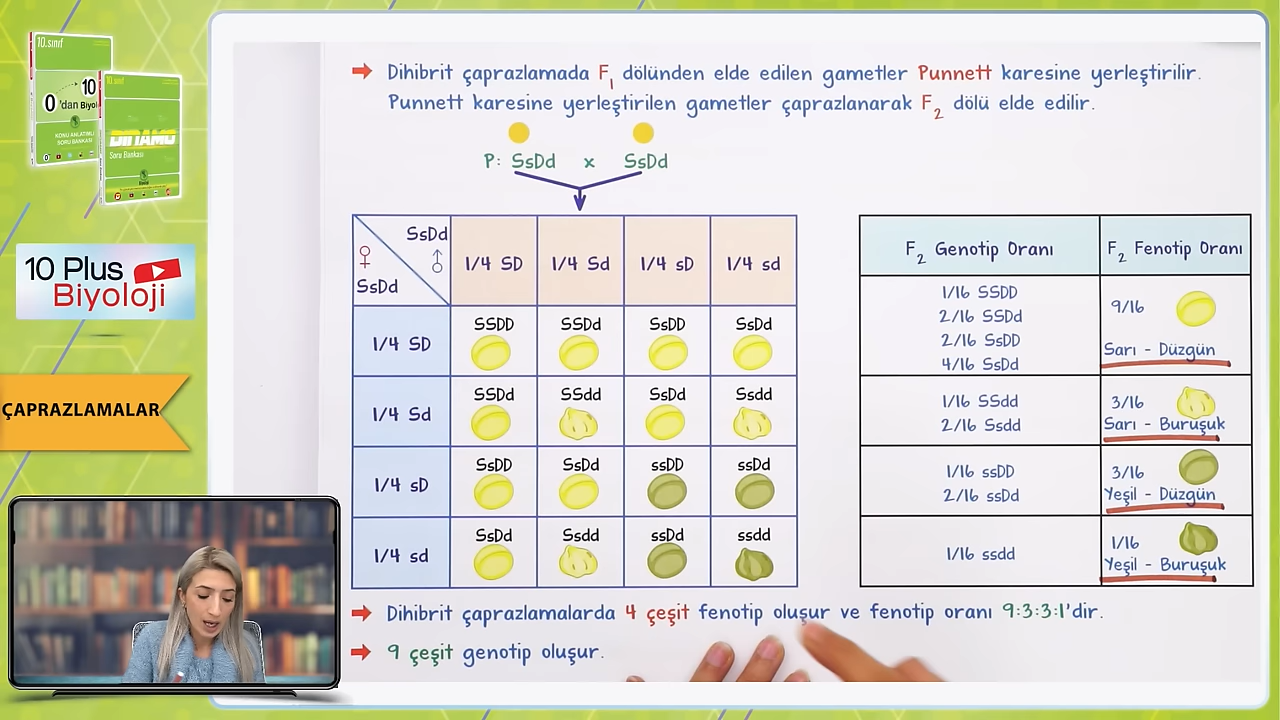 10.sınıf
0'dan 10
Biyoloji
KONU ANLATIMLI
SORU BANKASI
10.sınıf
DİNAMO
Soru Bankası
10 Plus
Biyoloji
ÇAPRAZLAMALAR
Dihibrit çaprazlamada F₁ dölünden elde edilen gametler Punnett karesine yerleştirilir.
Punnett karesine yerleştirilen gametler çaprazlanarak F₂ dölü elde edilir.
P: SsDd x SsDd
SsDd
♀ ♂
SsDd
1/4 SD 1/4 Sd 1/4 sD 1/4 sd
1/4 SD SSDD SSDd SsDD SsDd
1/4 Sd SSDd SSdd SsDd Ssdd
1/4 sD SsDD SsDd ssDD ssDd
1/4 sd SsDd Ssdd ssDd ssdd
F₂ Genotip Oranı F₂ Fenotip Oranı
1/16 SSDD
2/16 SSDd
2/16 SsDD
4/16 SsDd
9/16
Sarı - Düzgün
1/16 SSdd
2/16 Ssdd
3/16
Sarı - Buruşuk
1/16 ssDD
2/16 ssDd
3/16
Yeşil - Düzgün
1/16 ssdd
1/16
Yeşil - Buruşuk
Dihibrit çaprazlamalarda 4 çeşit fenotip oluşur ve fenotip oranı 9:3:3:1'dir.
9 çeşit genotip oluşur.